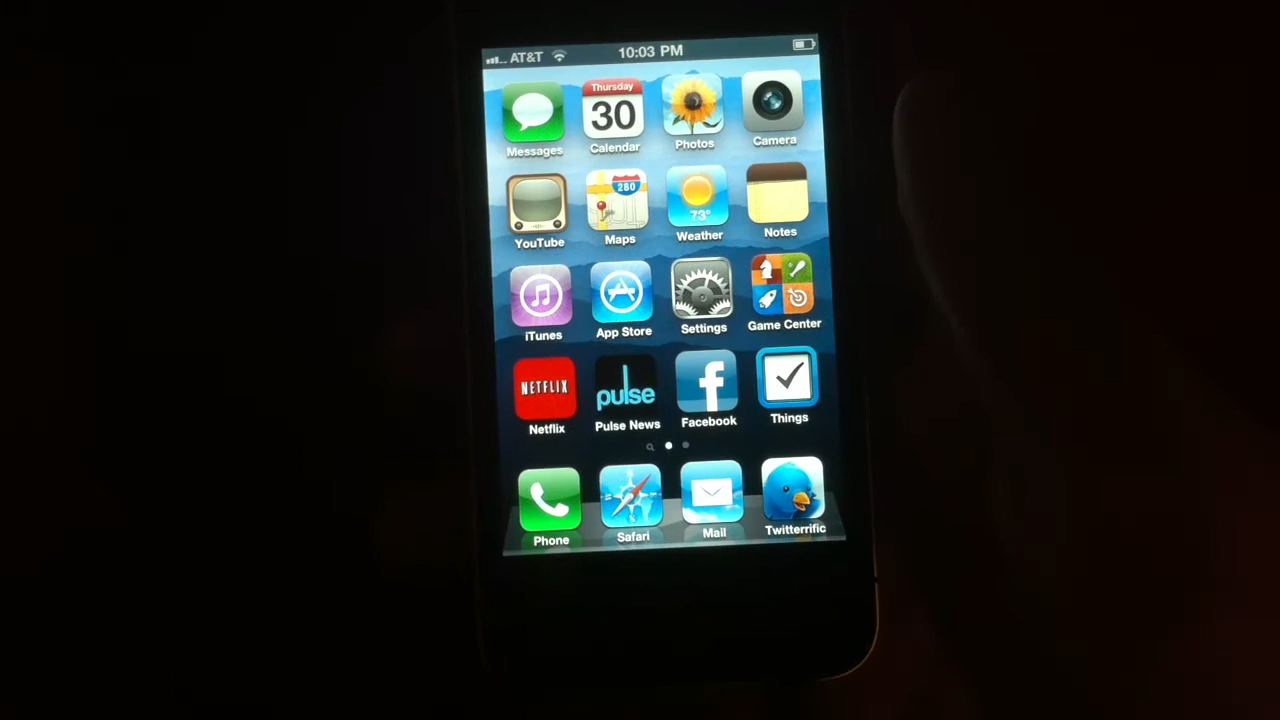 AT&T 10:03 PM
Thursday
30
Messages Calendar Photos Camera
280
73°
YouTube Maps Weather Notes
iTunes App Store Settings Game Center
NETFLIX pulse
Netflix Pulse News Facebook Things
Phone Safari Mail Twitterrific